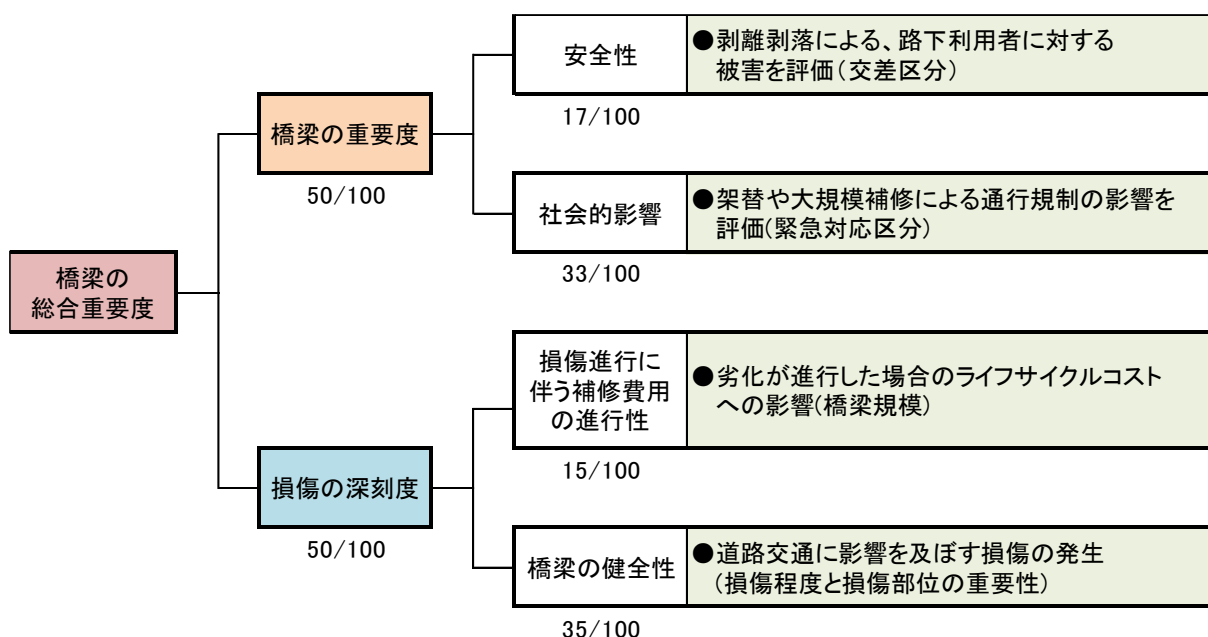 橋梁の
総合重要度
橋梁の重要度
50/100
安全性
●剥離剥落による、路下利用者に対する
被害を評価(交差区分)
17/100
社会的影響
●架替や大規模補修による通行規制の影響を
評価(緊急対応区分)
33/100
損傷の深刻度
50/100
損傷進行に
伴う補修費用
の進行性
●劣化が進行した場合のライフサイクルコスト
への影響(橋梁規模)
15/100
橋梁の健全性
●道路交通に影響を及ぼす損傷の発生
(損傷程度と損傷部位の重要性)
35/100